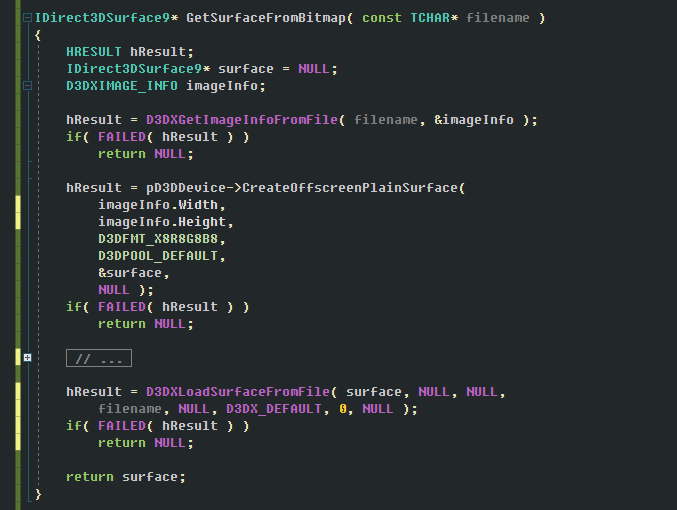 IDirect3DSurface9* GetSurfaceFromBitmap( const TCHAR* filename )
{
    HRESULT hResult;
    IDirect3DSurface9* surface = NULL;
    D3DXIMAGE_INFO imageInfo;

    hResult = D3DXGetImageInfoFromFile( filename, &imageInfo );
    if( FAILED( hResult ) )
        return NULL;

    hResult = pD3DDevice->CreateOffscreenPlainSurface(
        imageInfo.Width,
        imageInfo.Height,
        D3DFMT_X8R8G8B8,
        D3DPOOL_DEFAULT,
        &surface,
        NULL );
    if( FAILED( hResult ) )
        return NULL;

    // ...

    hResult = D3DXLoadSurfaceFromFile( surface, NULL, NULL,
        filename, NULL, D3DX_DEFAULT, 0, NULL );
    if( FAILED( hResult ) )
        return NULL;

    return surface;
}